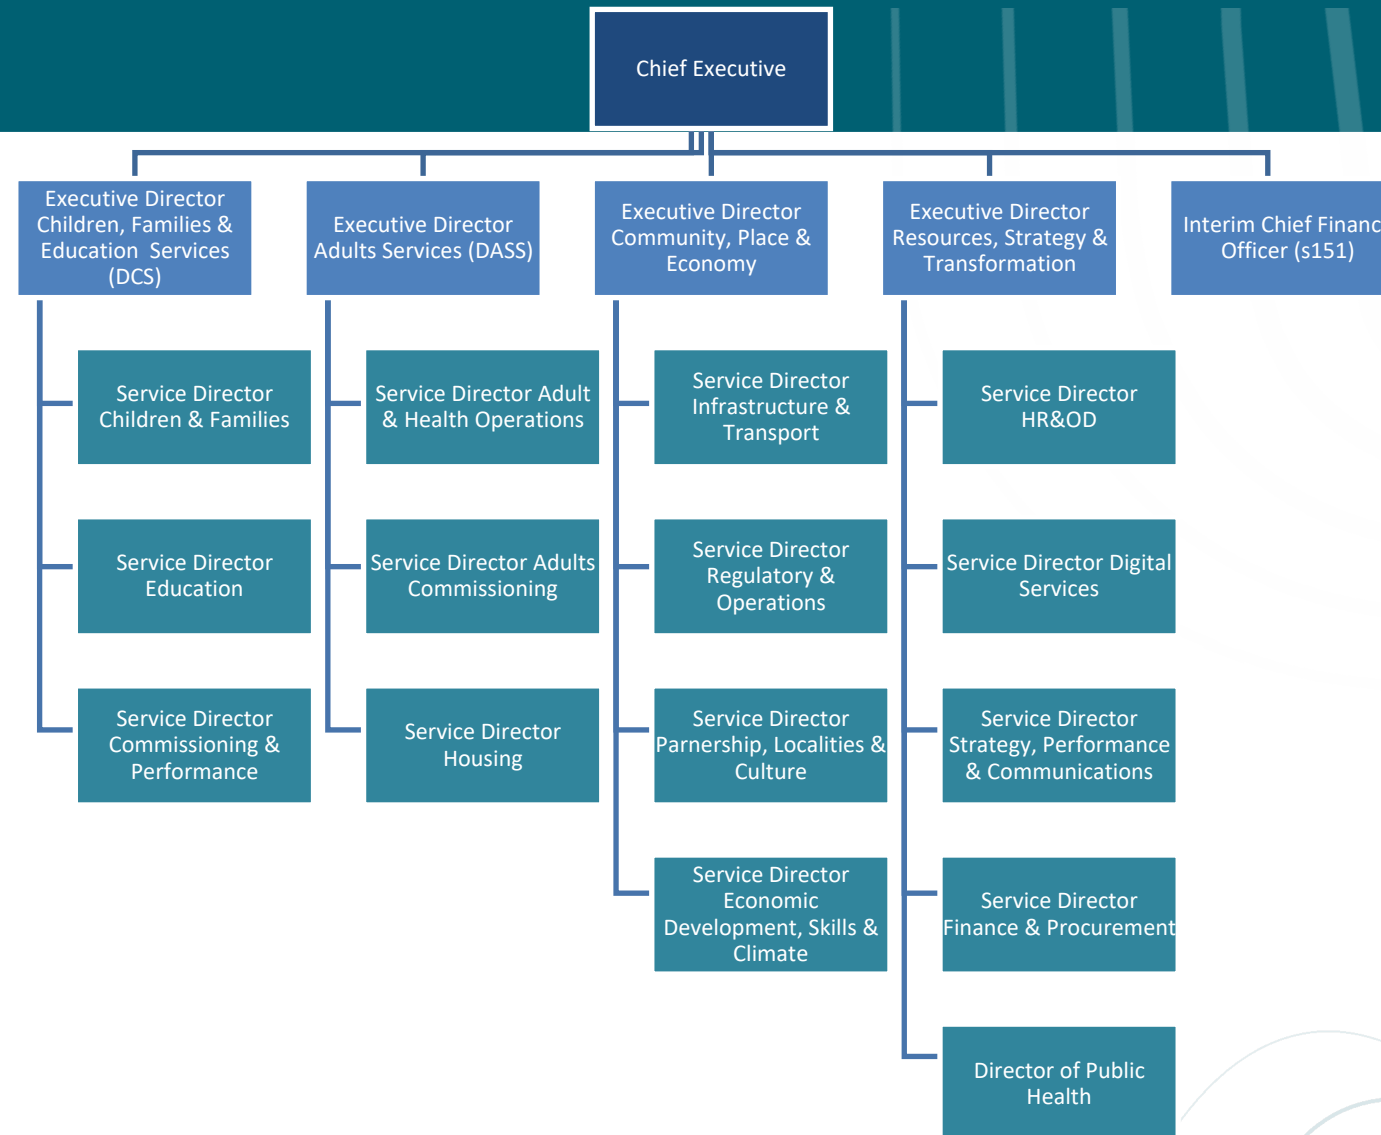 Chief Executive
Executive Director
Children, Families &
Education Services
(DCS)
Executive Director
Adults Services (DASS)
Executive Director
Community, Place &
Economy
Executive Director
Resources, Strategy &
Transformation
Interim Chief Financ
Officer (s151)
Service Director
Children & Families
Service Director
Education
Service Director
Commissioning &
Performance
Service Director Adult
& Health Operations
Service Director Adults
Commissioning
Service Director
Housing
Service Director
Infrastructure &
Transport
Service Director
Regulatory &
Operations
Service Director
Parnership, Localities &
Culture
Service Director
Economic
Development, Skills &
Climate
Service Director
HR&OD
Service Director Digital
Services
Service Director
Strategy, Performance
& Communications
Service Director
Finance & Procurement
Director of Public
Health